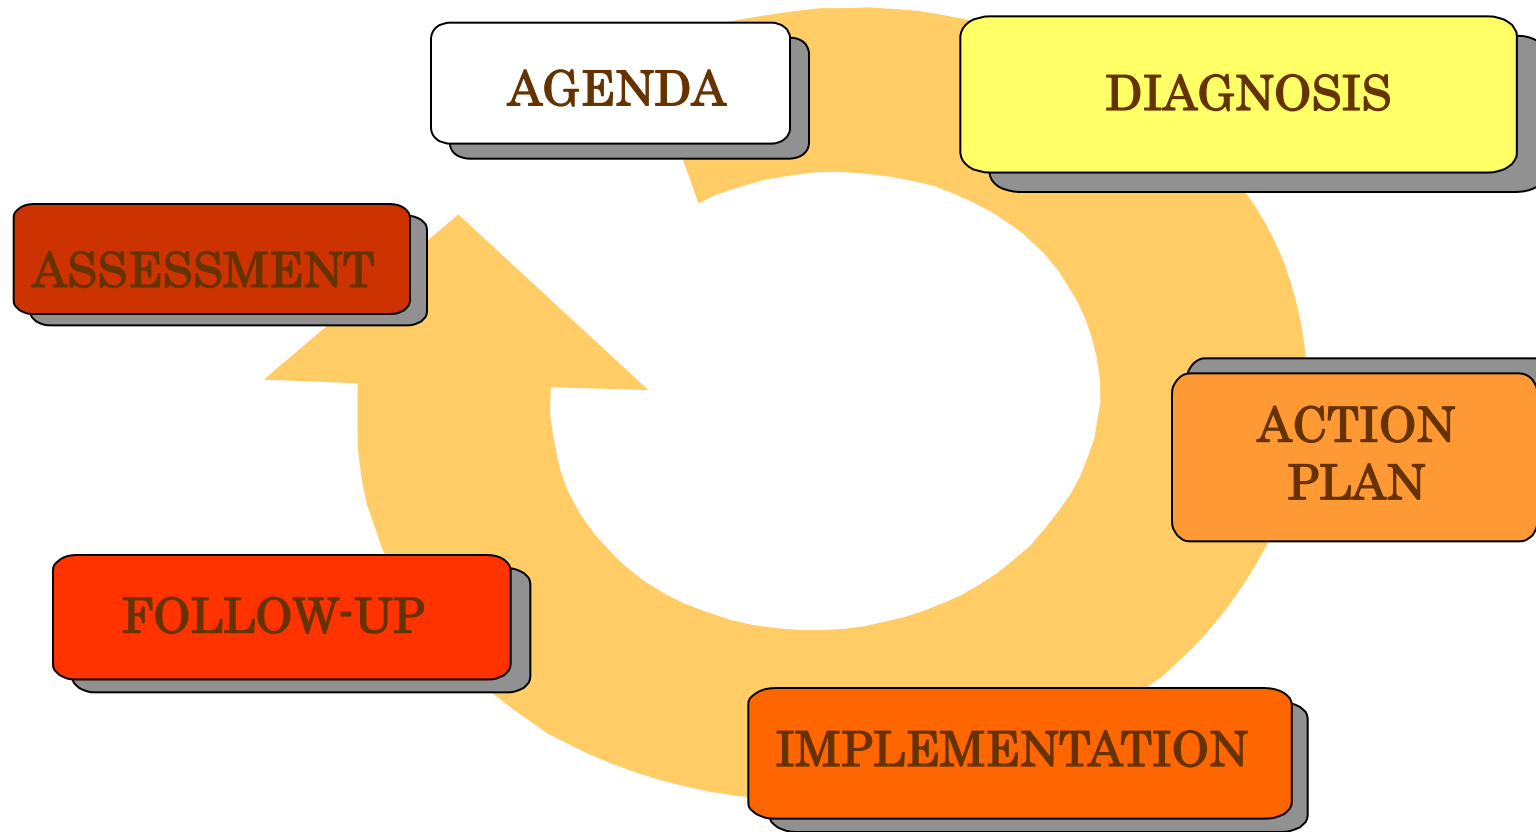 AGENDA
DIAGNOSIS
ASSESSMENT
ACTION
PLAN
FOLLOW-UP
IMPLEMENTATION